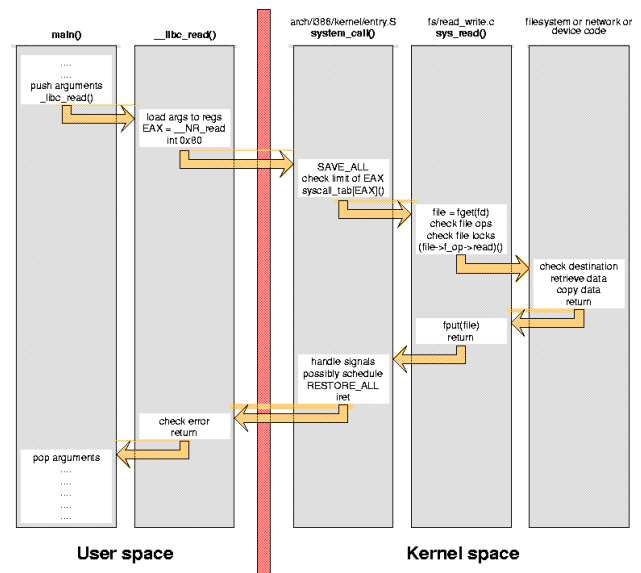 main()
__libc_read()
arch/i386/kernel/entry.S
system_call()
fs/read_write.c
sys_read()
filesystem or network or
device code
....
....
push arguments
_libc_read()
load args to regs
EAX = __NR_read
int 0x80
SAVE_ALL
check limit of EAX
syscall_tab[EAX]()
file = fget(fd)
check file ops
check file locks
(file->f_op->read)()
check destination
retrieve data
copy data
return
fput(file)
return
handle signals
possibly schedule
RESTORE_ALL
iret
check error
return
pop arguments
....
....
....
....
....
User space
Kernel space